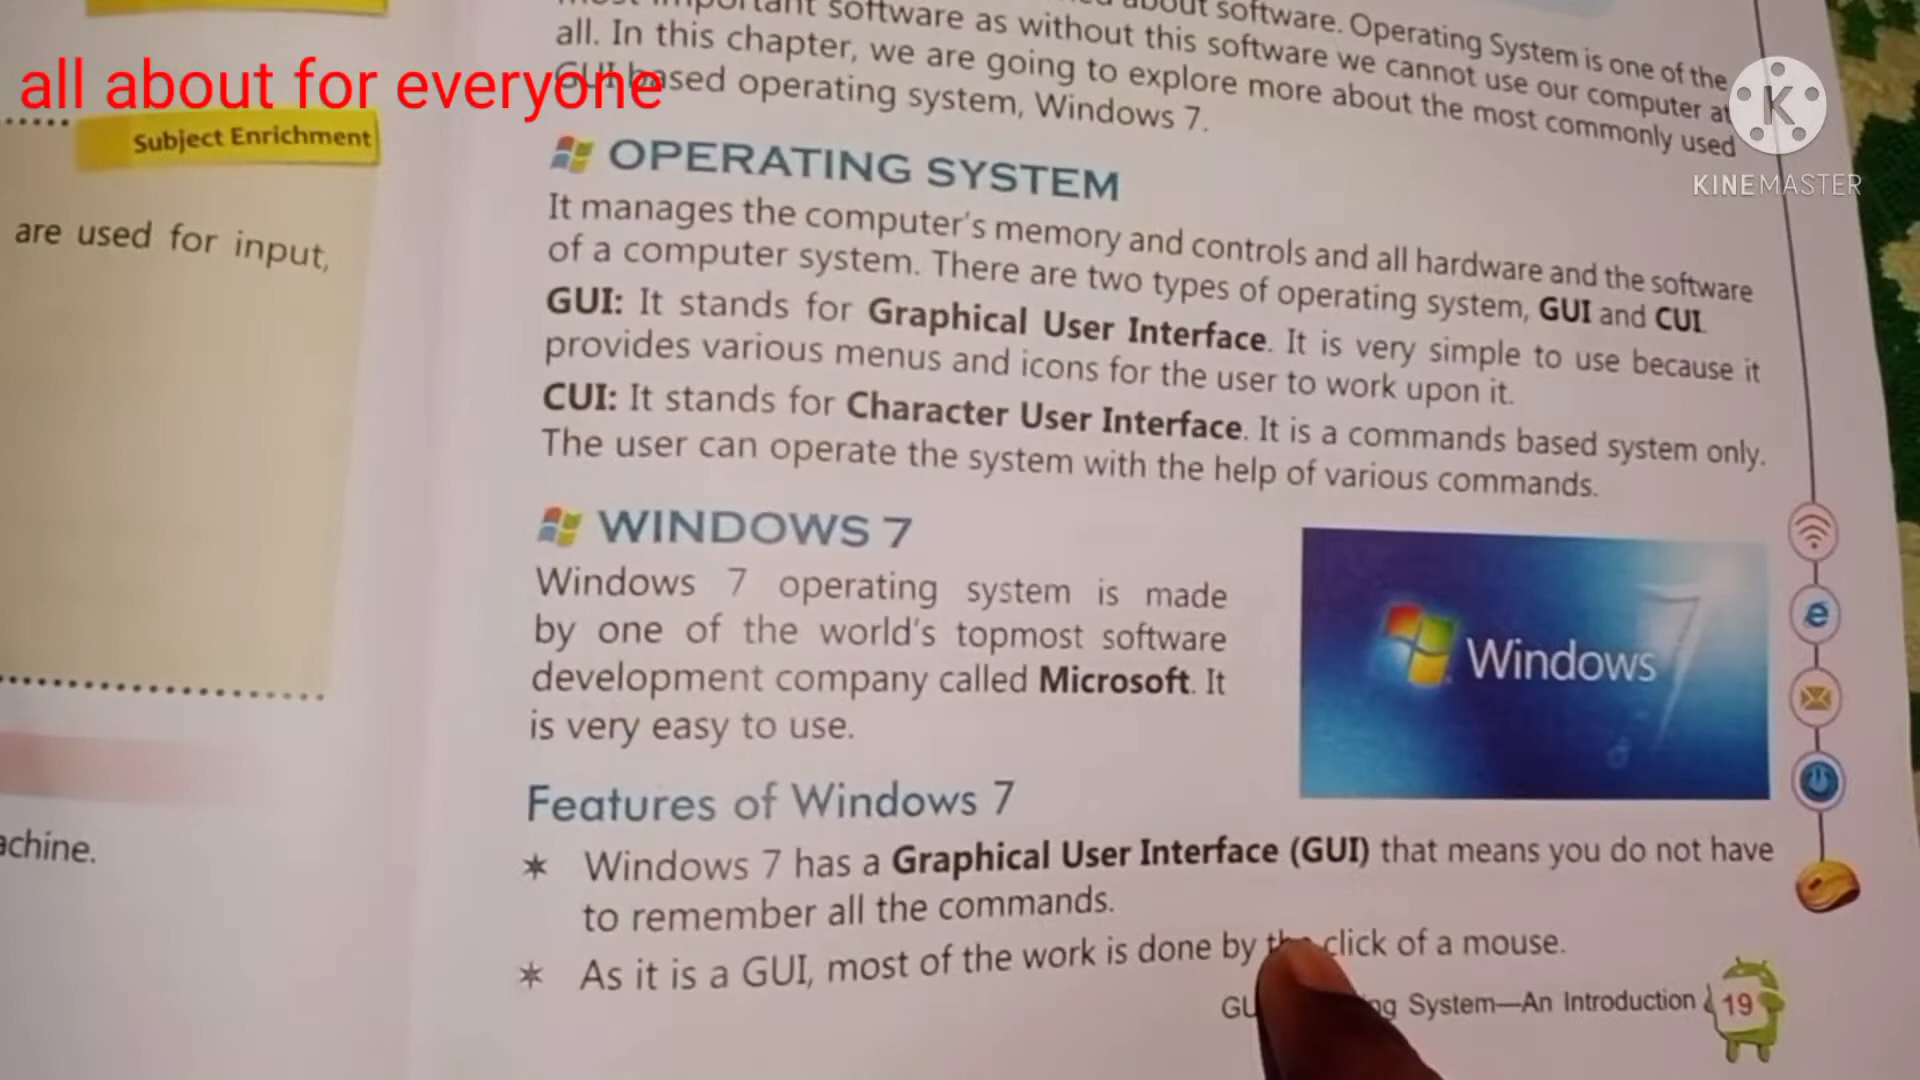 all about for everyone
Subject Enrichment
are used for input,
achine.
about software. Operating System is one of the
important software as without this software we cannot use our computer at
all. In this chapter, we are going to explore more about the most commonly used
GUI based operating system, Windows 7.
KINEMASTER
OPERATING SYSTEM
It manages the computer's memory and controls and all hardware and the software
of a computer system. There are two types of operating system, GUI and CUI.
GUI: It stands for Graphical User Interface. It is very simple to use because it
provides various menus and icons for the user to work upon it.
CUI: It stands for Character User Interface. It is a commands based system only.
The user can operate the system with the help of various commands.
WINDOWS 7
Windows 7 operating system is made
by one of the world's topmost software
development company called Microsoft. It
is very easy to use.
Windows 7
Features of Windows 7
✶ Windows 7 has a Graphical User Interface (GUI) that means you do not have
to remember all the commands.
✶ As it is a GUI, most of the work is done by the click of a mouse.
System—An Introduction 19